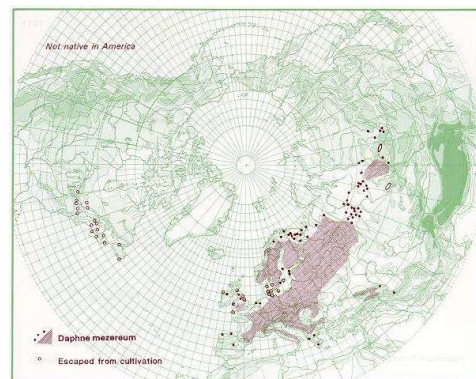 Not native in America
Daphne mezereum
Escaped from cultivation